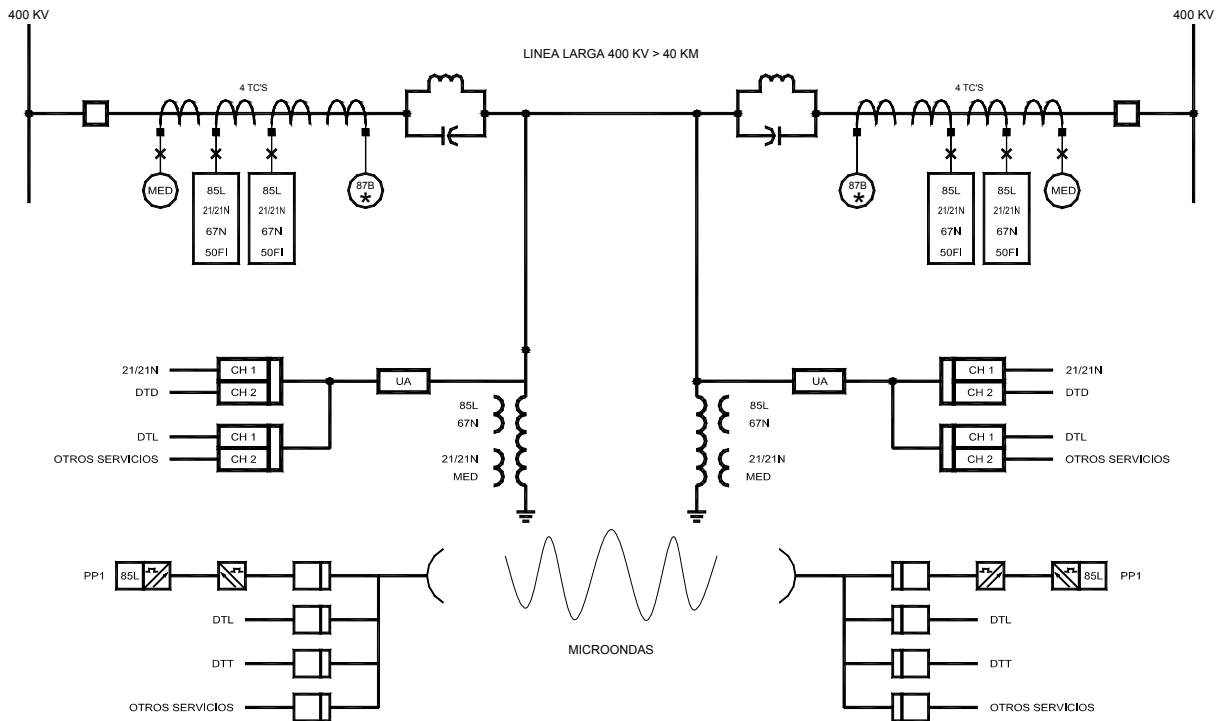 400 KV
400 KV
LINEA LARGA 400 KV > 40 KM
4 TC'S
4 TC'S
MED
85L
21/21N
67N
50FI
85L
21/21N
67N
50FI
87B
*
87B
*
85L
21/21N
67N
50FI
85L
21/21N
67N
50FI
MED
21/21N
CH 1
DTD
CH 2
DTL
CH 1
OTROS SERVICIOS
CH 2
UA
85L
67N
21/21N
MED
85L
67N
21/21N
MED
UA
CH 1
21/21N
CH 2
DTD
CH 1
DTL
CH 2
OTROS SERVICIOS
PP1
85L
DTL
DTT
OTROS SERVICIOS
MICROONDAS
85L
PP1
DTL
DTT
OTROS SERVICIOS